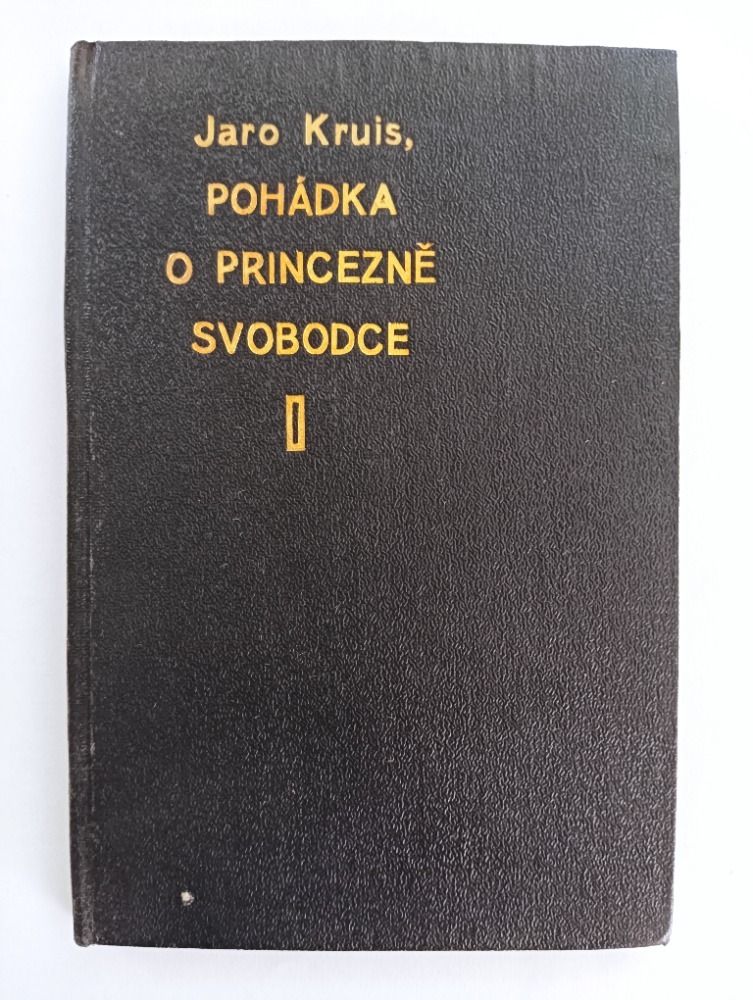 Jaro Kruis,
POHÁDKA
O PRINCEZNĚ
SVOBODCE
I